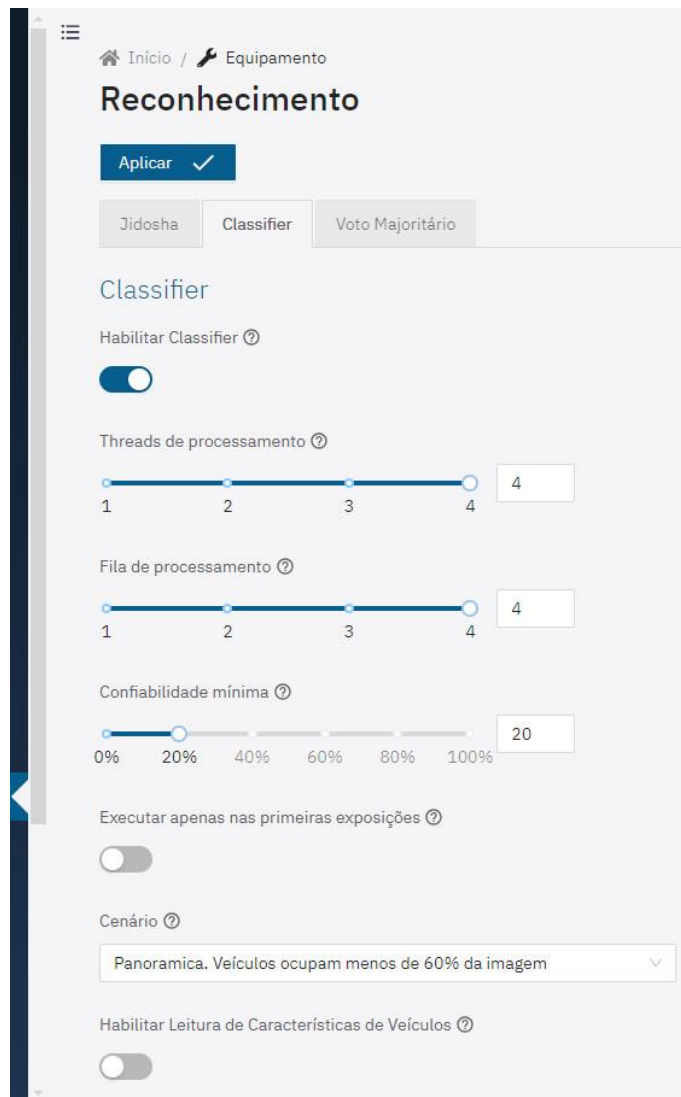 Início / Equipamento
Reconhecimento
Aplicar
Jidosha Classifier Voto Majoritário
Classifier
Habilitar Classifier
Threads de processamento
4
1 2 3 4
Fila de processamento
4
1 2 3 4
Confiabilidade mínima
20
0% 20% 40% 60% 80% 100%
Executar apenas nas primeiras exposições
Cenário
Panoramica. Veículos ocupam menos de 60% da imagem
Habilitar Leitura de Características de Veículos